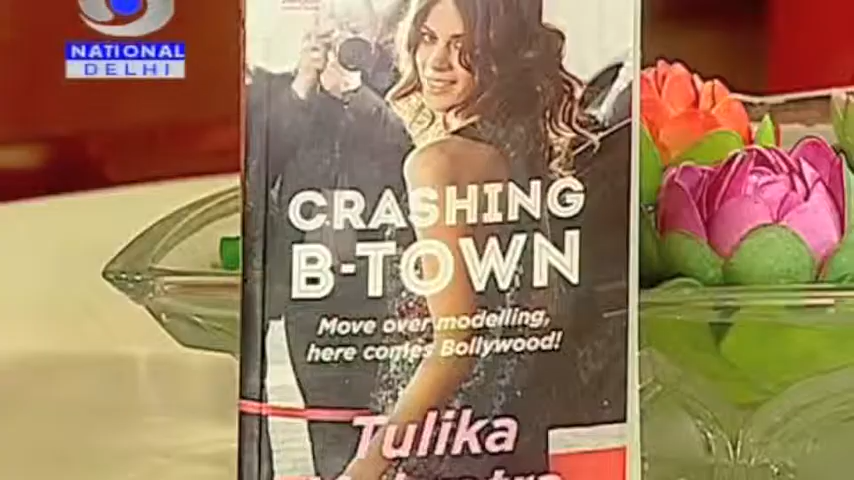 NATIONAL
DELHI
CRASHING
B-TOWN
Move over modelling,
here comes Bollywood!
Tulika